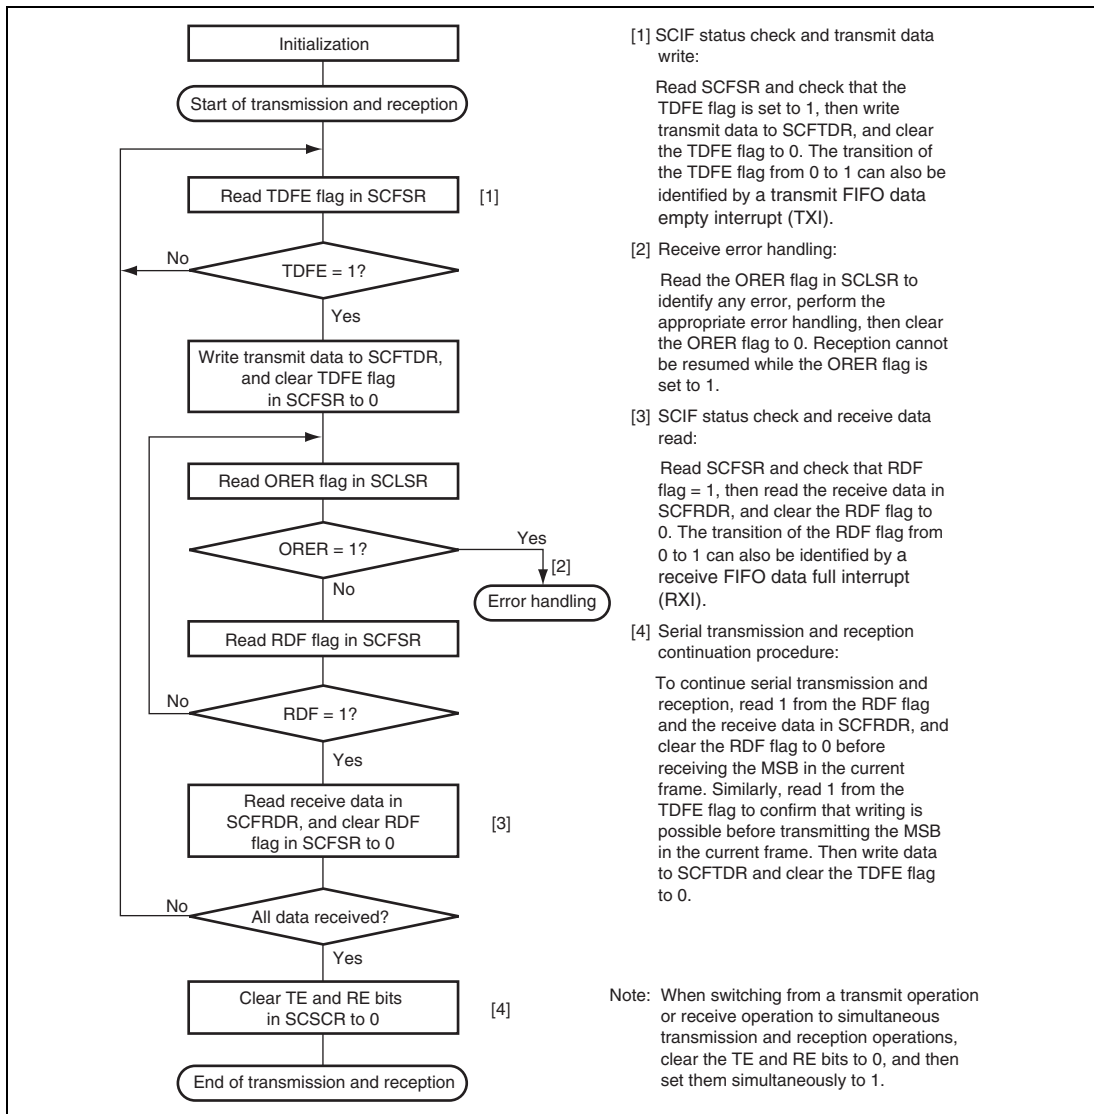 Initialization
Start of transmission and reception
Read TDFE flag in SCFSR
[1]
No
TDFE = 1?
Yes
Write transmit data to SCFTDR,
and clear TDFE flag
in SCFSR to 0
Read ORER flag in SCLSR
ORER = 1?
Yes
[2]
No
Error handling
Read RDF flag in SCFSR
No
RDF = 1?
Yes
Read receive data in
SCFRDR, and clear RDF
flag in SCFSR to 0
[3]
No
All data received?
Yes
Clear TE and RE bits
in SCSCR to 0
[4]
End of transmission and reception
[1] SCIF status check and transmit data
write:
Read SCFSR and check that the
TDFE flag is set to 1, then write
transmit data to SCFTDR, and clear
the TDFE flag to 0. The transition of
the TDFE flag from 0 to 1 can also be
identified by a transmit FIFO data
empty interrupt (TXI).
[2] Receive error handling:
Read the ORER flag in SCLSR to
identify any error, perform the
appropriate error handling, then clear
the ORER flag to 0. Reception cannot
be resumed while the ORER flag is
set to 1.
[3] SCIF status check and receive data
read:
Read SCFSR and check that RDF
flag = 1, then read the receive data in
SCFRDR, and clear the RDF flag to
0. The transition of the RDF flag from
0 to 1 can also be identified by a
receive FIFO data full interrupt
(RXI).
[4] Serial transmission and reception
continuation procedure:
To continue serial transmission and
reception, read 1 from the RDF flag
and the receive data in SCFRDR, and
clear the RDF flag to 0 before
receiving the MSB in the current
frame. Similarly, read 1 from the
TDFE flag to confirm that writing is
possible before transmitting the MSB
in the current frame. Then write data
to SCFTDR and clear the TDFE flag
to 0.
Note: When switching from a transmit operation
or receive operation to simultaneous
transmission and reception operations,
clear the TE and RE bits to 0, and then
set them simultaneously to 1.